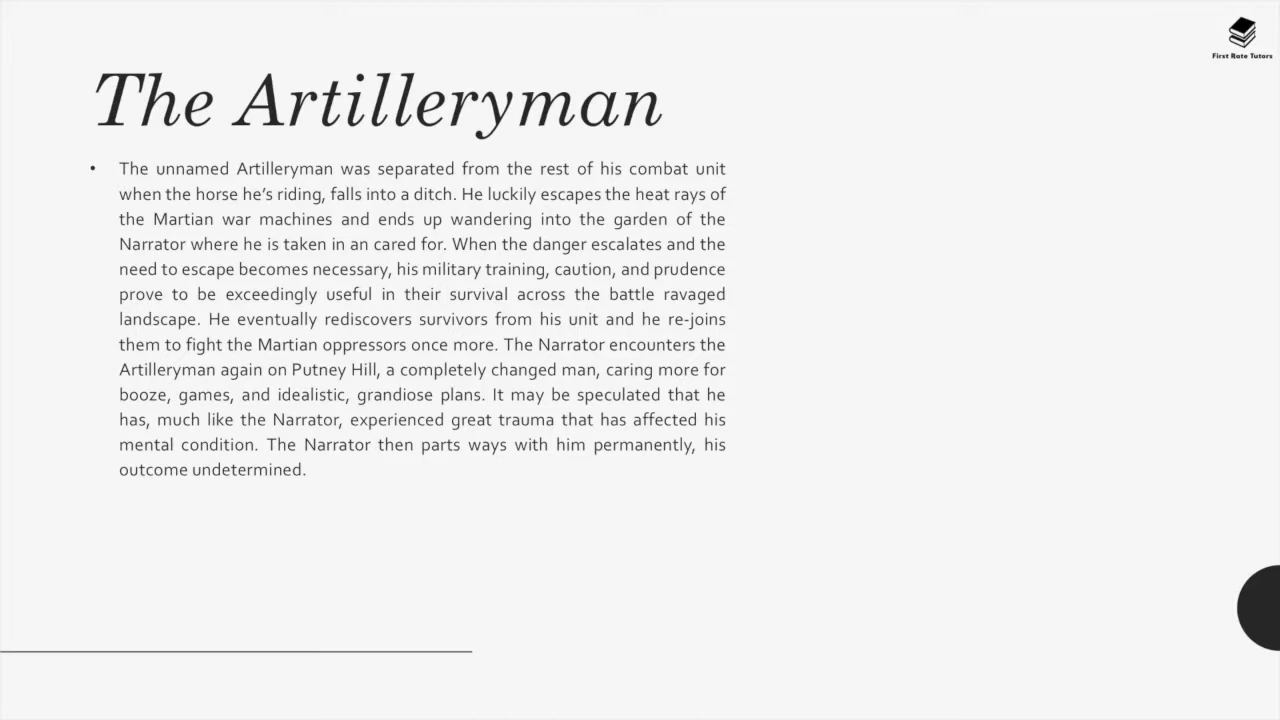 First Rate Tutors
The Artilleryman
• The unnamed Artilleryman was separated from the rest of his combat unit
when the horse he's riding, falls into a ditch. He luckily escapes the heat rays of
the Martian war machines and ends up wandering into the garden of the
Narrator where he is taken in an cared for. When the danger escalates and the
need to escape becomes necessary, his military training, caution, and prudence
prove to be exceedingly useful in their survival across the battle ravaged
landscape. He eventually rediscovers survivors from his unit and he re-joins
them to fight the Martian oppressors once more. The Narrator encounters the
Artilleryman again on Putney Hill, a completely changed man, caring more for
booze, games, and idealistic, grandiose plans. It may be speculated that he
has, much like the Narrator, experienced great trauma that has affected his
mental condition. The Narrator then parts ways with him permanently, his
outcome undetermined.